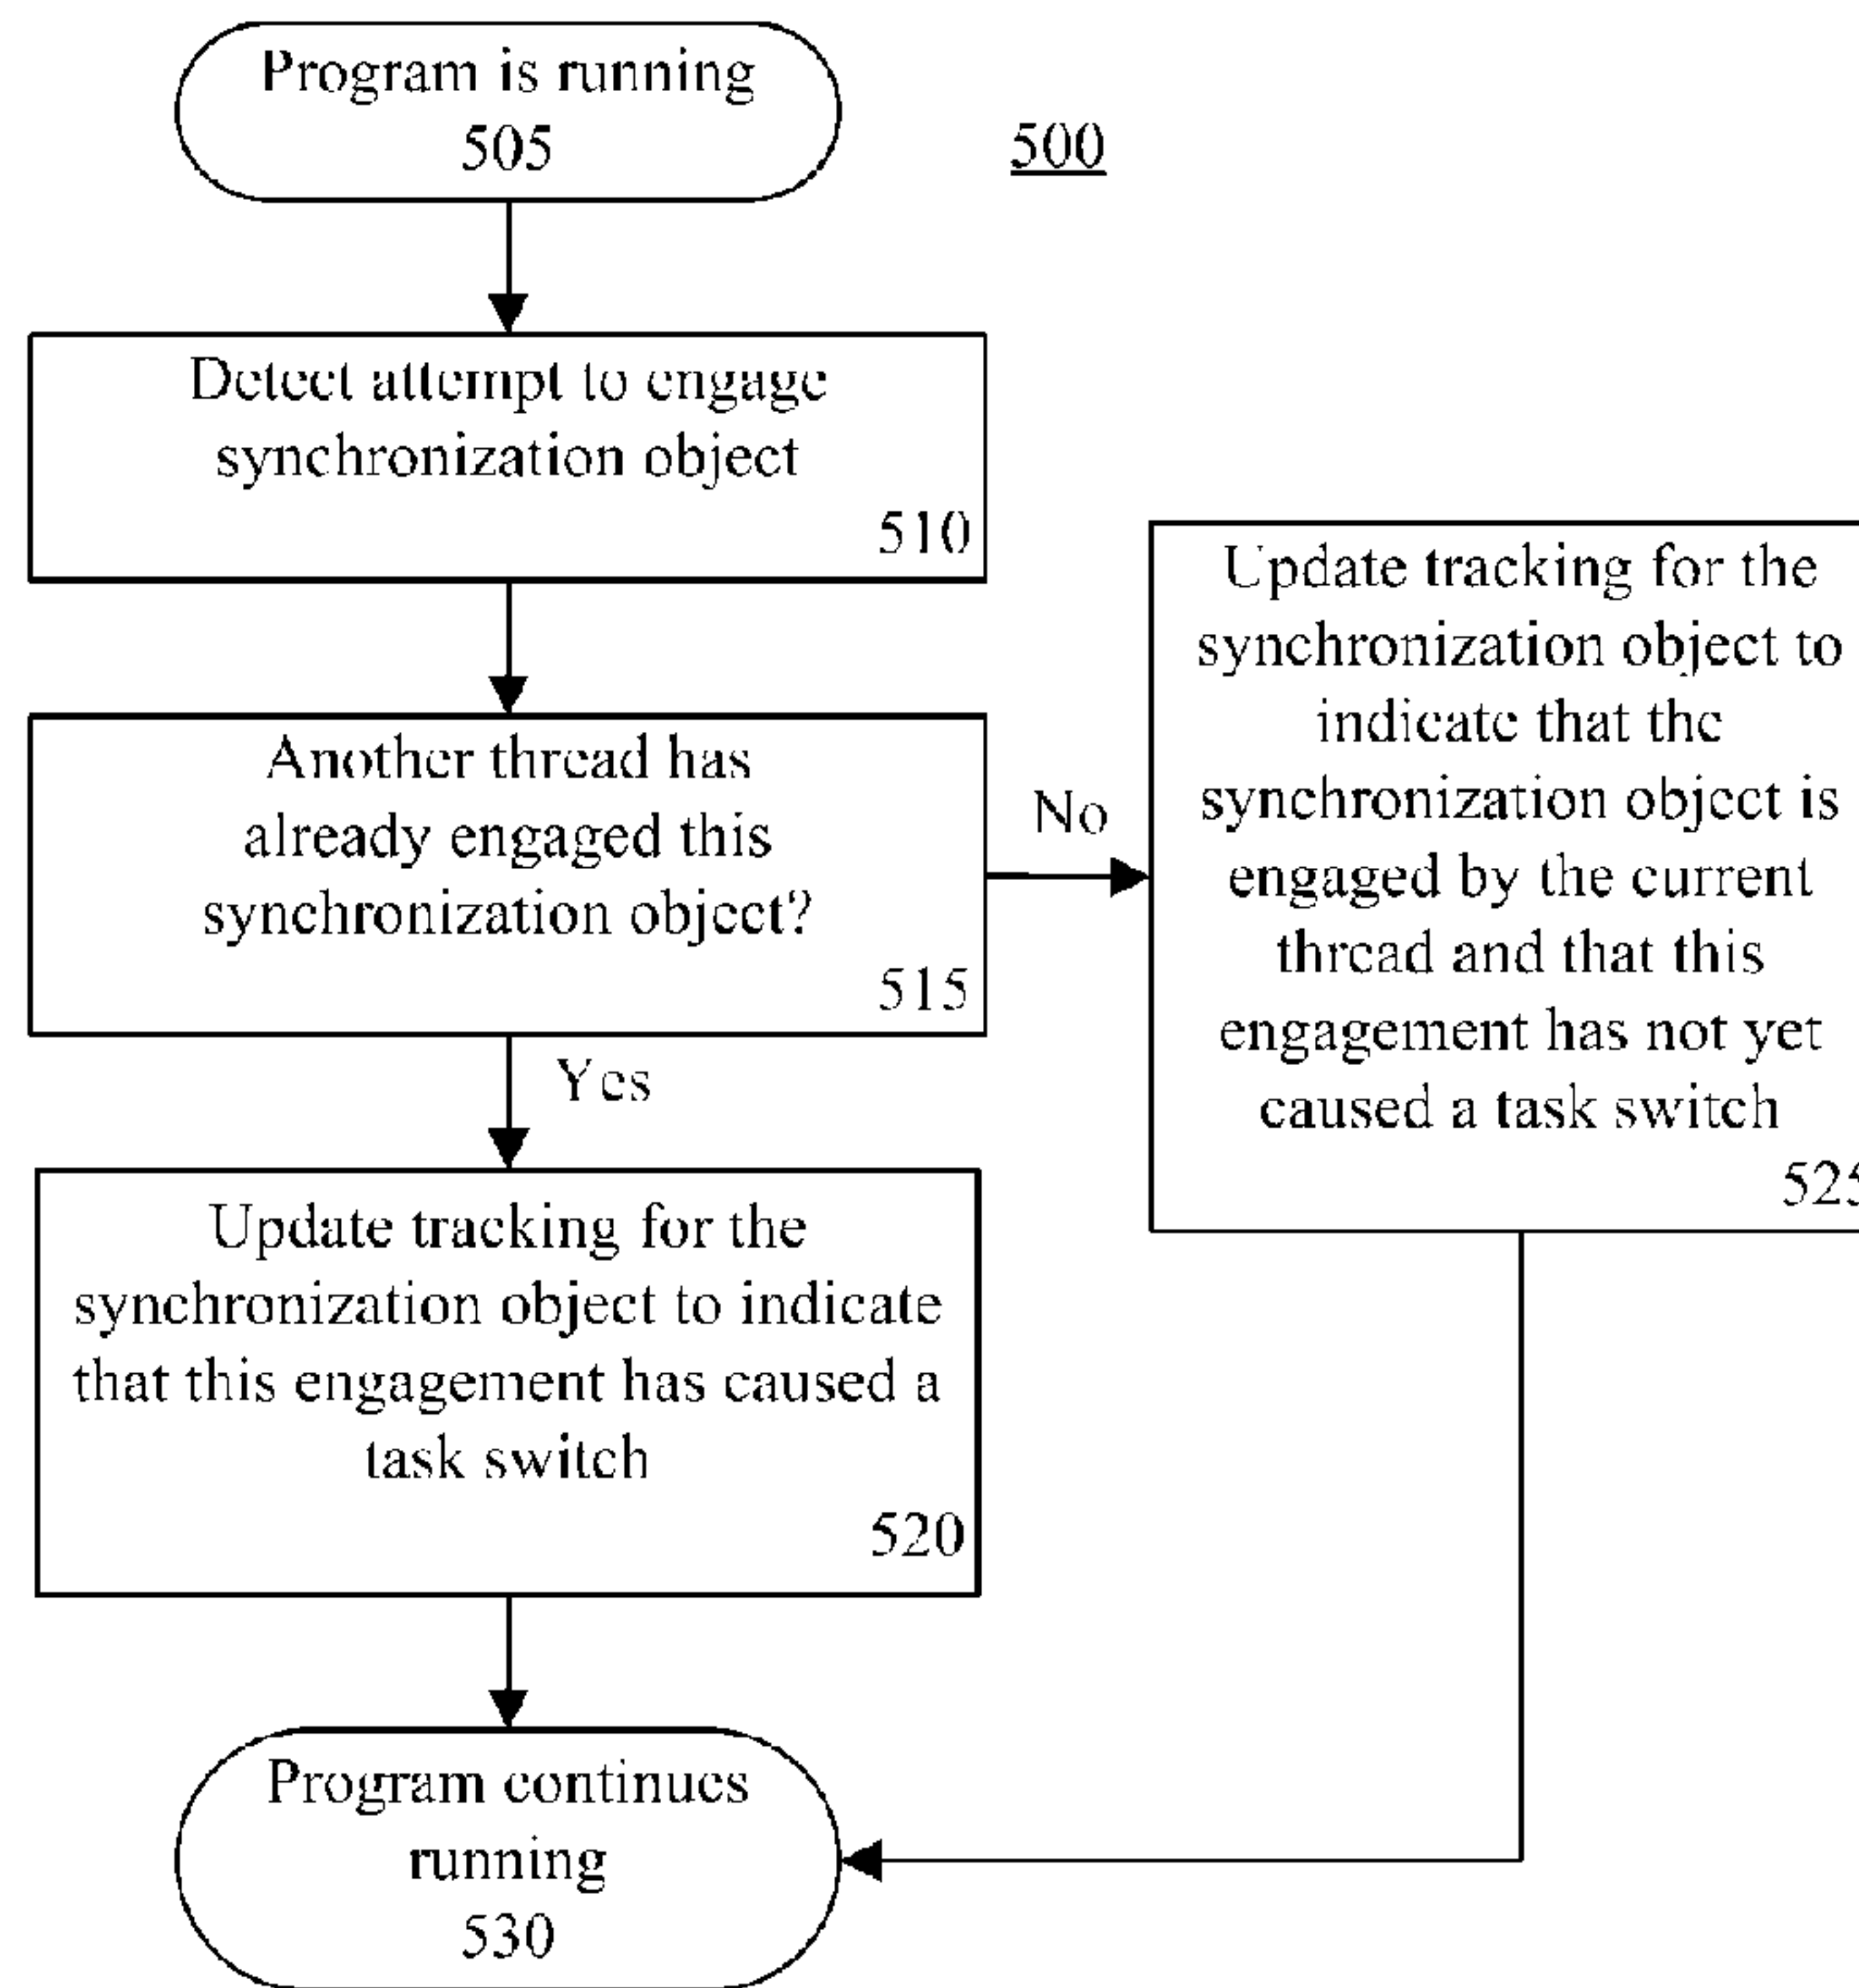 Program is running
505
500
Detect attempt to engage
synchronization object
510
Another thread has
already engaged this
synchronization object?
515
No
Yes
Update tracking for the
synchronization object to
indicate that the
synchronization object is
engaged by the current
thread and that this
engagement has not yet
caused a task switch
525
Update tracking for the
synchronization object to indicate
that this engagement has caused a
task switch
520
Program continues
running
530